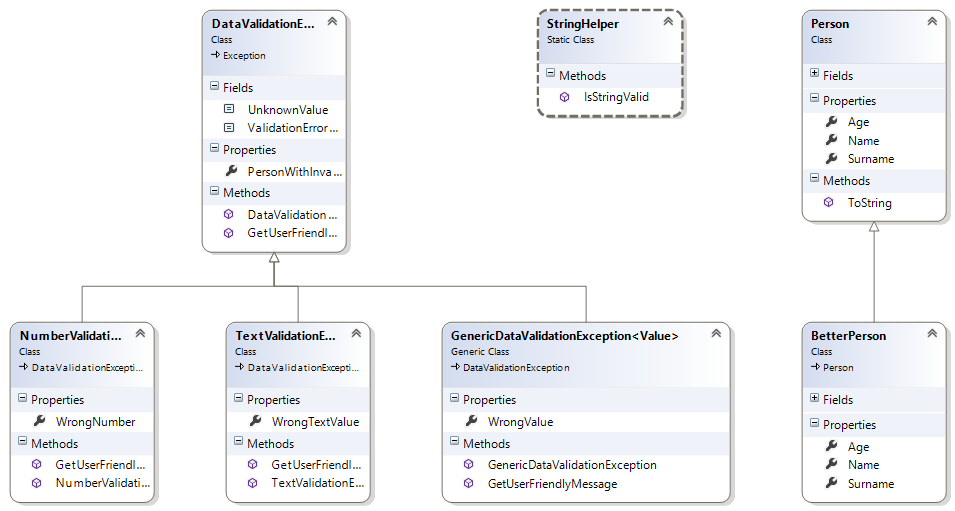 DataValidationE...
Class
Exception
Fields
UnknownValue
ValidationError...
Properties
PersonWithInva...
Methods
DataValidation ...
GetUserFriendl...
StringHelper
Static Class
Methods
IsStringValid
Person
Class
Fields
Properties
Age
Name
Surname
Methods
ToString
NumberValidati...
Class
DataValidationExcepti...
Properties
WrongNumber
Methods
GetUserFriendl...
NumberValidati...
TextValidationE...
Class
DataValidationExcepti...
Properties
WrongTextValue
Methods
GetUserFriendl...
TextValidationE...
GenericDataValidationException<Value>
Generic Class
DataValidationException
Properties
WrongValue
Methods
GenericDataValidationException
GetUserFriendlyMessage
BetterPerson
Class
Person
Fields
Properties
Age
Name
Surname